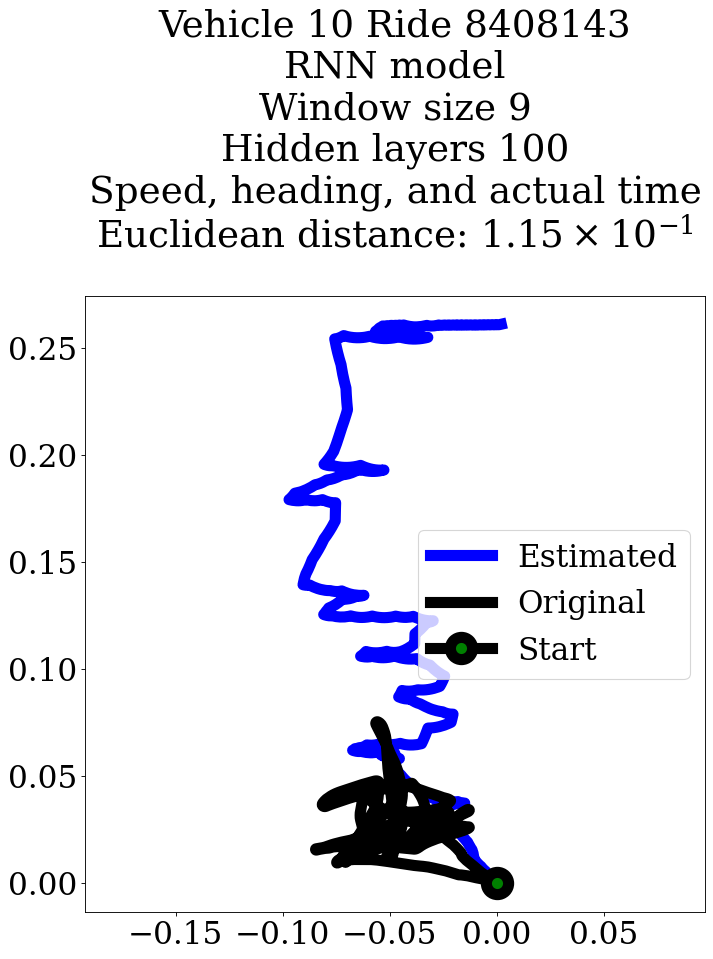 Vehicle 10 Ride 8408143
RNN model
Window size 9
Hidden layers 100
Speed, heading, and actual time
Euclidean distance: 1.15 × 10⁻¹
0.25
0.20
0.15
0.10
0.05
0.00
Estimated
Original
Start
−0.15 −0.10 −0.05 0.00 0.05